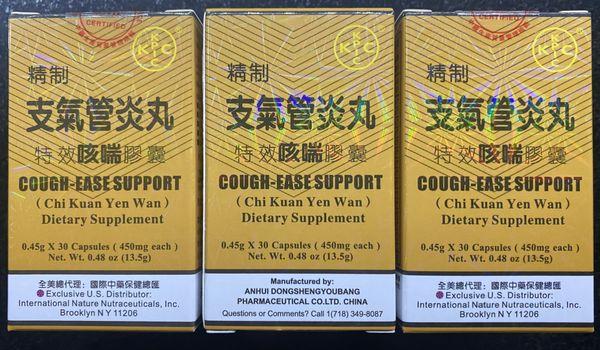 CERTIFIED
KPC
精制
支氣管炎丸
特效咳喘膠囊
COUGH-EASE SUPPORT
(Chi Kuan Yen Wan)
Dietary Supplement
0.45g X 30 Capsules ( 450mg each )
Net. Wt. 0.48 oz (13.5g)
全美總代理：國際中藥保健總匯
Exclusive U.S. Distributor:
International Nature Nutraceuticals, Inc.
Brooklyn N Y 11206
KPC
精制
支氣管炎丸
特效咳喘膠囊
COUGH-EASE SUPPORT
(Chi Kuan Yen Wan)
Dietary Supplement
0.45g X 30 Capsules ( 450mg each )
Net. Wt. 0.48 oz (13.5g)
Manufactured by:
ANHUI DONGSHENGYOUBANG
PHARMACEUTICAL CO.LTD. CHINA
Questions or Comments? Call 1(718) 349-8087
CERTIFIED
KPC
精制
支氣管炎丸
特效咳喘膠囊
COUGH-EASE SUPPORT
(Chi Kuan Yen Wan)
Dietary Supplement
0.45g X 30 Capsules ( 450mg each )
Net. Wt. 0.48 oz (13.5g)
全美總代理：國際中藥保健總匯
Exclusive U.S. Distributor:
International Nature Nutraceuticals, Inc.
Brooklyn N Y 11206